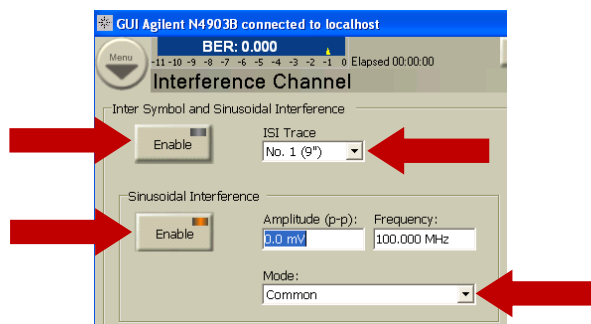 GUI Agilent N4903B connected to localhost
BER: 0.000
Menu
-11 -10 -9 -8 -7 -6 -5 -4 -3 -2 -1 0 Elapsed 00:00:00
Interference Channel
Inter Symbol and Sinusoidal Interference
ISI Trace
Enable
No. 1 (9")
Sinusoidal Interference
Amplitude (p-p): Frequency:
Enable
0.0 mV 100.000 MHz
Mode:
Common